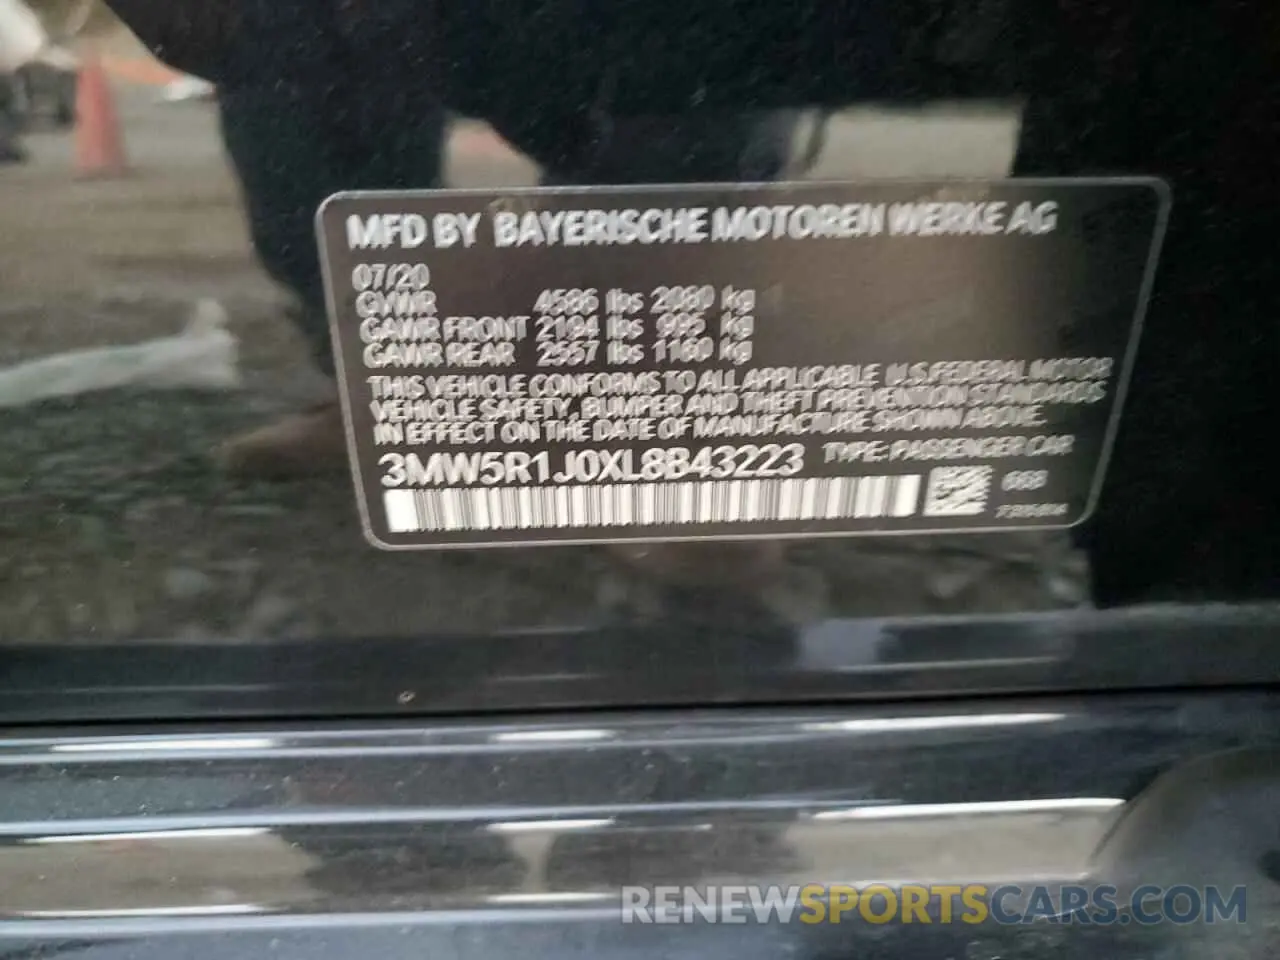 MFD BY BAYERISCHE MOTOREN WERKE AG
07/20
GVWR 4586 lbs 2080 kg
GAWR FRONT 2194 lbs 995 kg
GAWR REAR 2557 lbs 1160 kg
THIS VEHICLE CONFORMS TO ALL APPLICABLE U.S.FEDERAL MOTOR
VEHICLE SAFETY, BUMPER AND THEFT PREVENTION STANDARDS
IN EFFECT ON THE DATE OF MANUFACTURE SHOWN ABOVE.
3MW5R1J0XL8B43223 TYPE: PASSENGER CAR
668
RENEWSPORTSCARS.COM